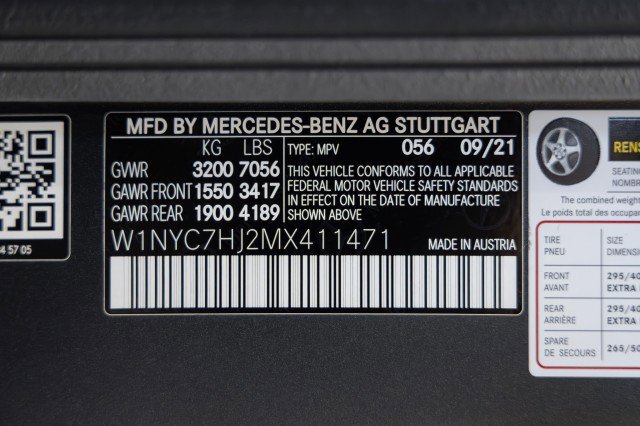 MFD BY MERCEDES-BENZ AG STUTTGART
KG LBS TYPE: MPV 056 09/21
GVWR 3200 7056
GAWR FRONT 1550 3417
GAWR REAR 1900 4189
THIS VEHICLE CONFORMS TO ALL APPLICABLE
FEDERAL MOTOR VEHICLE SAFETY STANDARDS
IN EFFECT ON THE DATE OF MANUFACTURE
SHOWN ABOVE.
W1NYC7HJ2MX411471 MADE IN AUSTRIA
4 57 05
SEATING
NOMBR
The combined weight
Le poids total des occupa
TIRE SIZE
PNEU DIMENSI
FRONT 295/40
AVANT EXTRA
REAR 295/40
ARRIÈRE EXTRA
SPARE 265/50
DE SECOURS